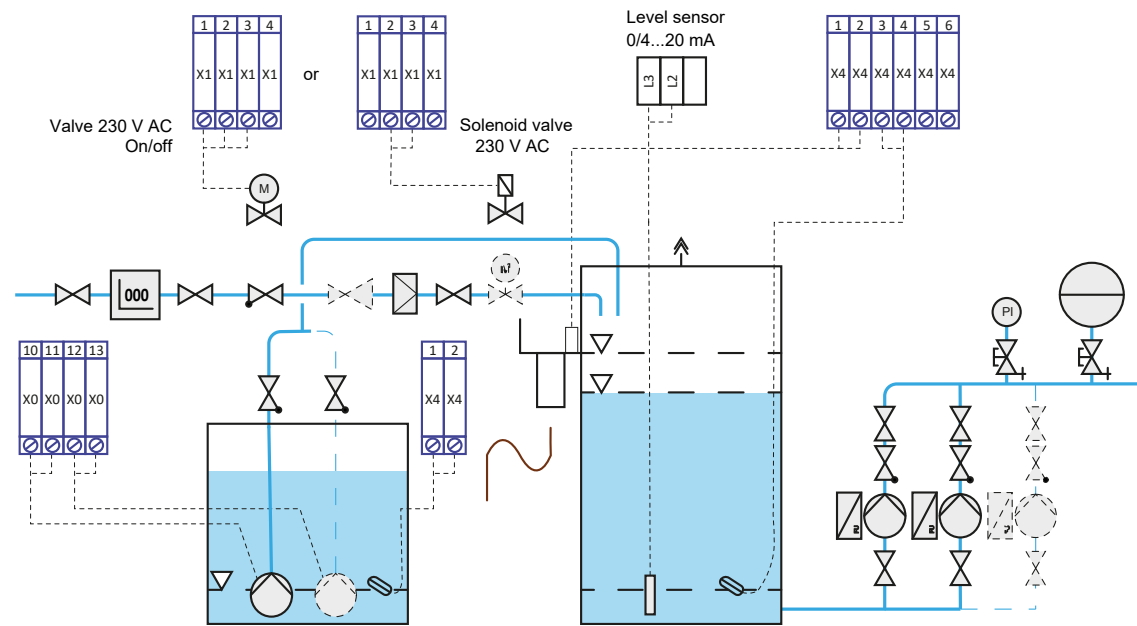 1 2 3 4
X1 X1 X1 X1
or
1 2 3 4
X1 X1 X1 X1
Level sensor
0/4...20 mA
L3 L2
1 2 3 4 5 6
X4 X4 X4 X4 X4 X4
Valve 230 V AC
On/off
Solenoid valve
230 V AC
M
000
PI
10 11 12 13
X0 X0 X0 X0
1 2
X4 X4